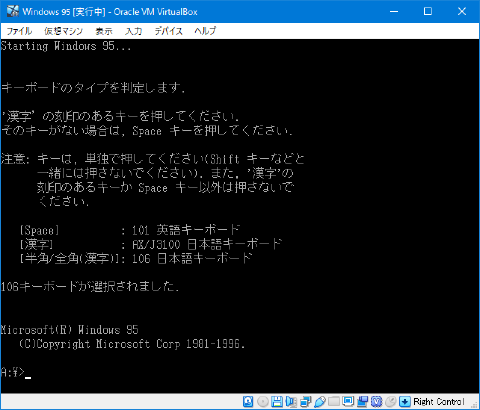 Windows 95 [実行中] - Oracle VM VirtualBox
ファイル 仮想マシン 表示 入力 デバイス ヘルプ
Starting Windows 95...
キーボードのタイプを判定します.
'漢字' の刻印のあるキーを押してください.
そのキーがない場合は, Space キーを押してください.
注意: キーは, 単独で押してください(Shift キーなどと
一緒には押さないでください). また, '漢字'の
刻印のあるキーか Space キー以外は押さないで
ください.
[Space] : 101 英語キーボード
[漢字] : AX/J3100 日本語キーボード
[半角/全角(漢字)]: 106 日本語キーボード
106キーボードが選択されました.
Microsoft(R) Windows 95
(C)Copyright Microsoft Corp 1981-1996.
A:¥>_
Right Control